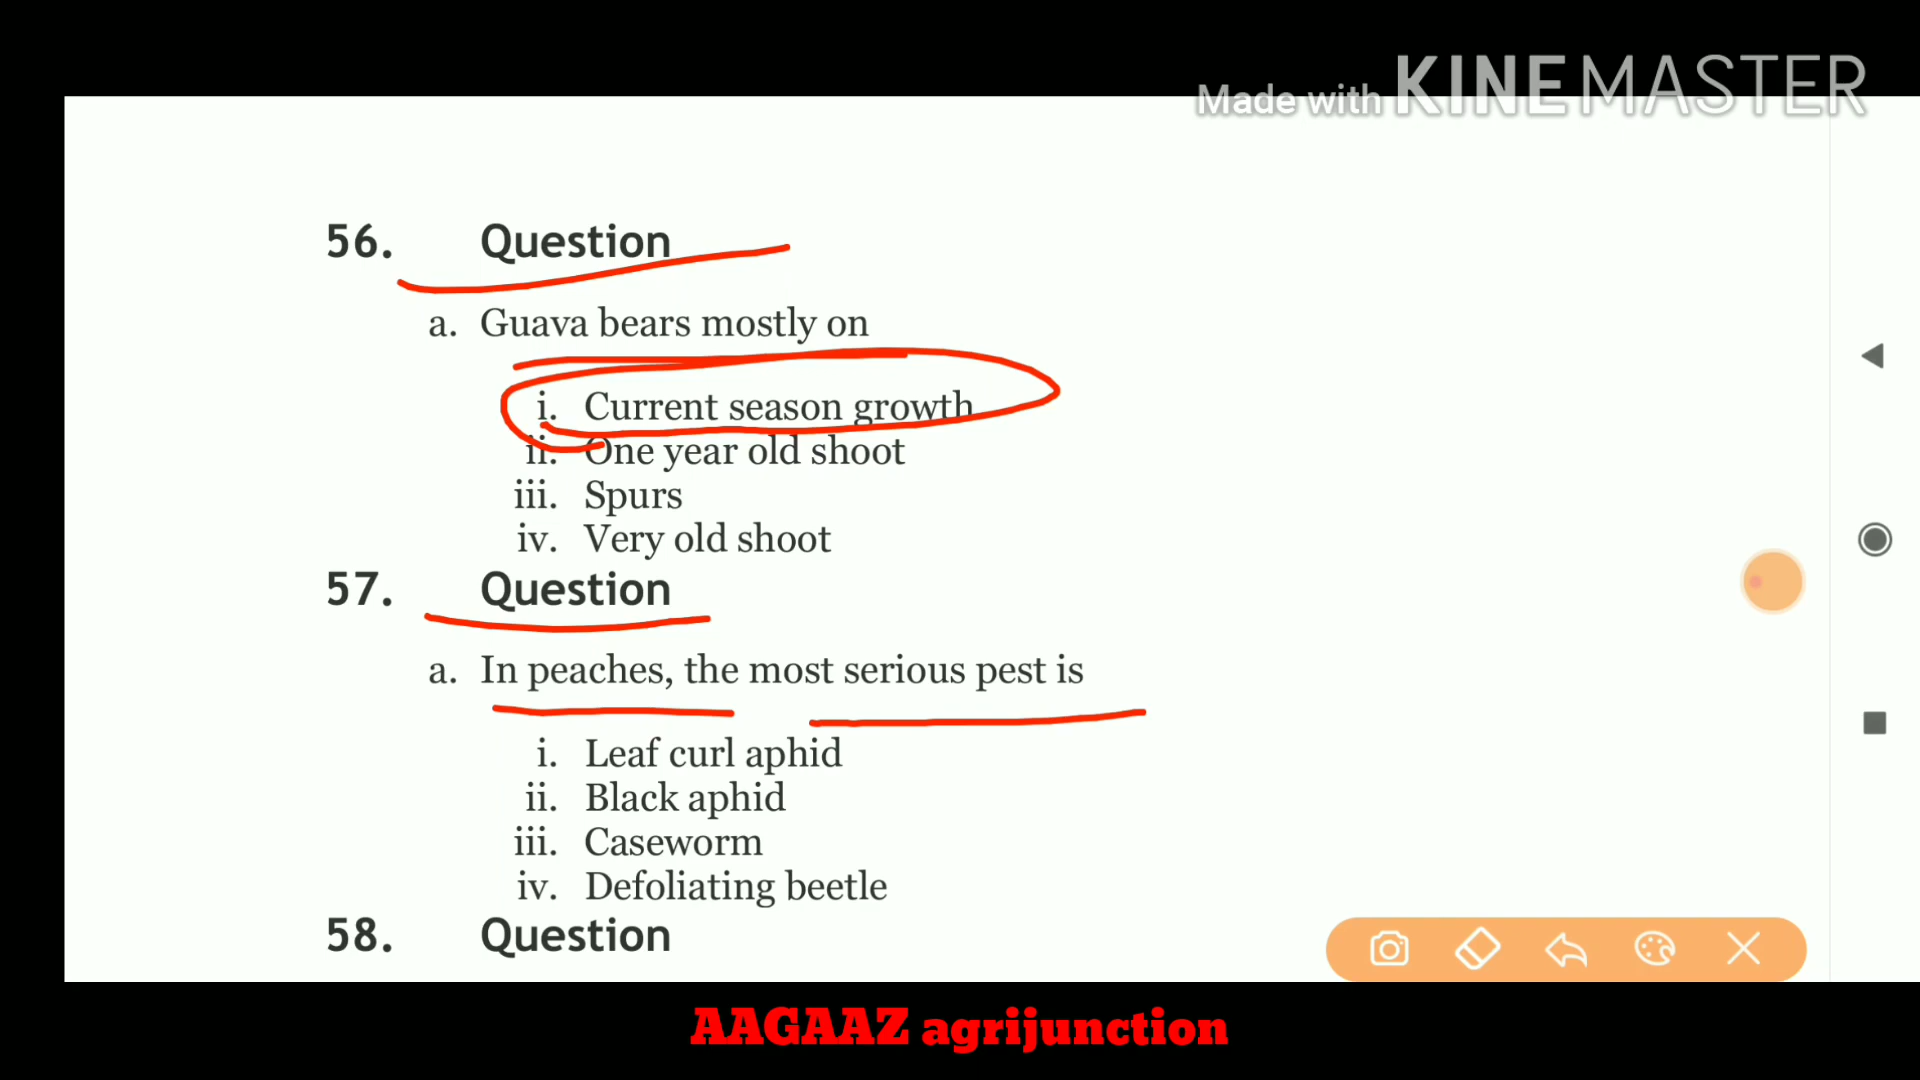 Made with KINEMASTER
56. Question
a. Guava bears mostly on
i. Current season growth
ii. One year old shoot
iii. Spurs
iv. Very old shoot
57. Question
a. In peaches, the most serious pest is
i. Leaf curl aphid
ii. Black aphid
iii. Caseworm
iv. Defoliating beetle
58. Question
AAGAAZ agrijunction